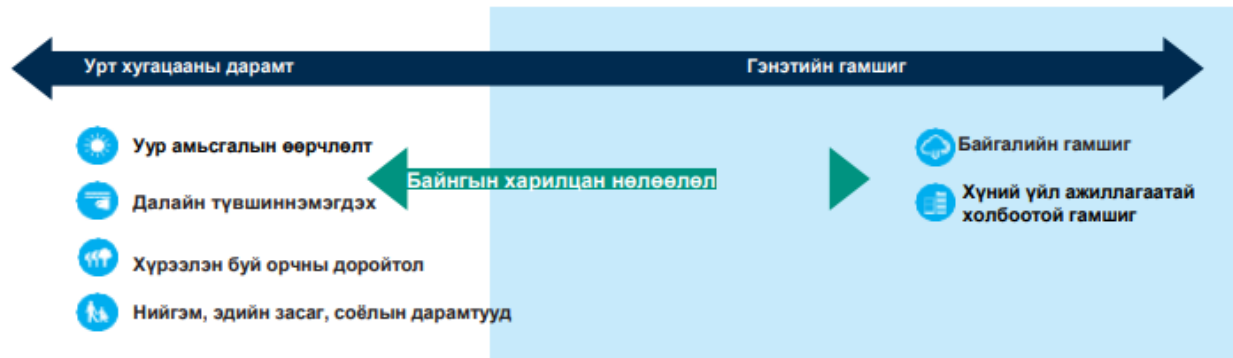 Урт хугацааны дарамт
Гэнэтийн гамшиг
Уур амьсгалын өөрчлөлт
Далайн түвшиннэмэгдэх
Хүрээлэн буй орчны доройтол
Нийгэм, эдийн засаг, соёлын дарамтууд
Байнгын харилцан нөлөөлөл
Байгалийн гамшиг
Хүний үйл ажиллагаатай
холбоотой гамшиг